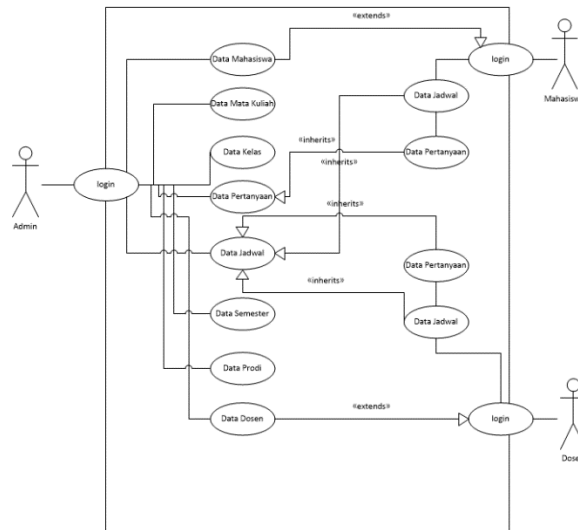 «extends»
Data Mahasiswa
login
Mahasisw
Data Jadwal
Data Mata Kuliah
«inherits»
Data Kelas
Data Pertanyaan
«inherits»
login
Admin
Data Pertanyaan
«inherits»
Data Jadwal
Data Pertanyaan
«inherits»
Data Semester
Data Jadwal
Data Prodi
«extends»
Data Dosen
login
Dose